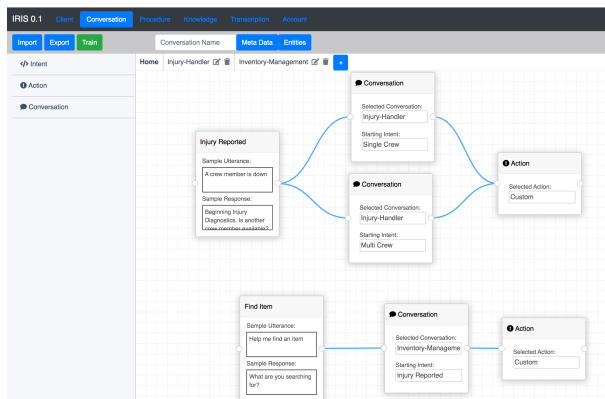 IRIS 0.1 Client Conversation Procedure Knowledge Transcription Account
Import Export Train Conversation Name Meta Data Entities
</> Intent
Action
Conversation
Home Injury-Handler Inventory-Management +
Injury Reported
Sample Utterance:
A crew member is down
Sample Response:
Beginning Injury
Diagnostics. Is another
crew member available?
Conversation
Selected Conversation:
Injury-Handler
Starting Intent:
Single Crew
Conversation
Selected Conversation:
Injury-Handler
Starting Intent:
Multi Crew
Action
Selected Action:
Custom
Find Item
Sample Utterance:
Help me find an item
Sample Response:
What are you searching
for?
Conversation
Selected Conversation:
Inventory-Manageme
Starting Intent:
Injury Reported
Action
Selected Action:
Custom